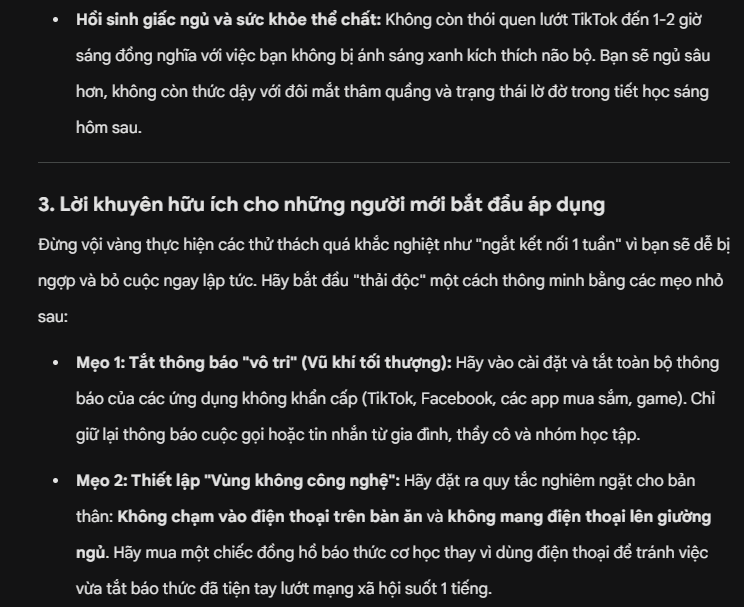 • Hồi sinh giấc ngủ và sức khỏe thể chất: Không còn thói quen lướt TikTok đến 1-2 giờ
sáng đồng nghĩa với việc bạn không bị ánh sáng xanh kích thích não bộ. Bạn sẽ ngủ sâu
hơn, không còn thức dậy với đôi mắt thâm quầng và trạng thái lờ đờ trong tiết học sáng
hôm sau.
3. Lời khuyên hữu ích cho những người mới bắt đầu áp dụng
Đừng vội vàng thực hiện các thử thách quá khắc nghiệt như "ngắt kết nối 1 tuần" vì bạn sẽ dễ bị
ngợp và bỏ cuộc ngay lập tức. Hãy bắt đầu "thải độc" một cách thông minh bằng các mẹo nhỏ
sau:
• Mẹo 1: Tắt thông báo "vô tri" (Vũ khí tối thượng): Hãy vào cài đặt và tắt toàn bộ thông
báo của các ứng dụng không khẩn cấp (TikTok, Facebook, các app mua sắm, game). Chỉ
giữ lại thông báo cuộc gọi hoặc tin nhắn từ gia đình, thầy cô và nhóm học tập.
• Mẹo 2: Thiết lập "Vùng không công nghệ": Hãy đặt ra quy tắc nghiêm ngặt cho bản
thân: Không chạm vào điện thoại trên bàn ăn và không mang điện thoại lên giường
ngủ. Hãy mua một chiếc đồng hồ báo thức cơ học thay vì dùng điện thoại để tránh việc
vừa tắt báo thức đã tiện tay lướt mạng xã hội suốt 1 tiếng.